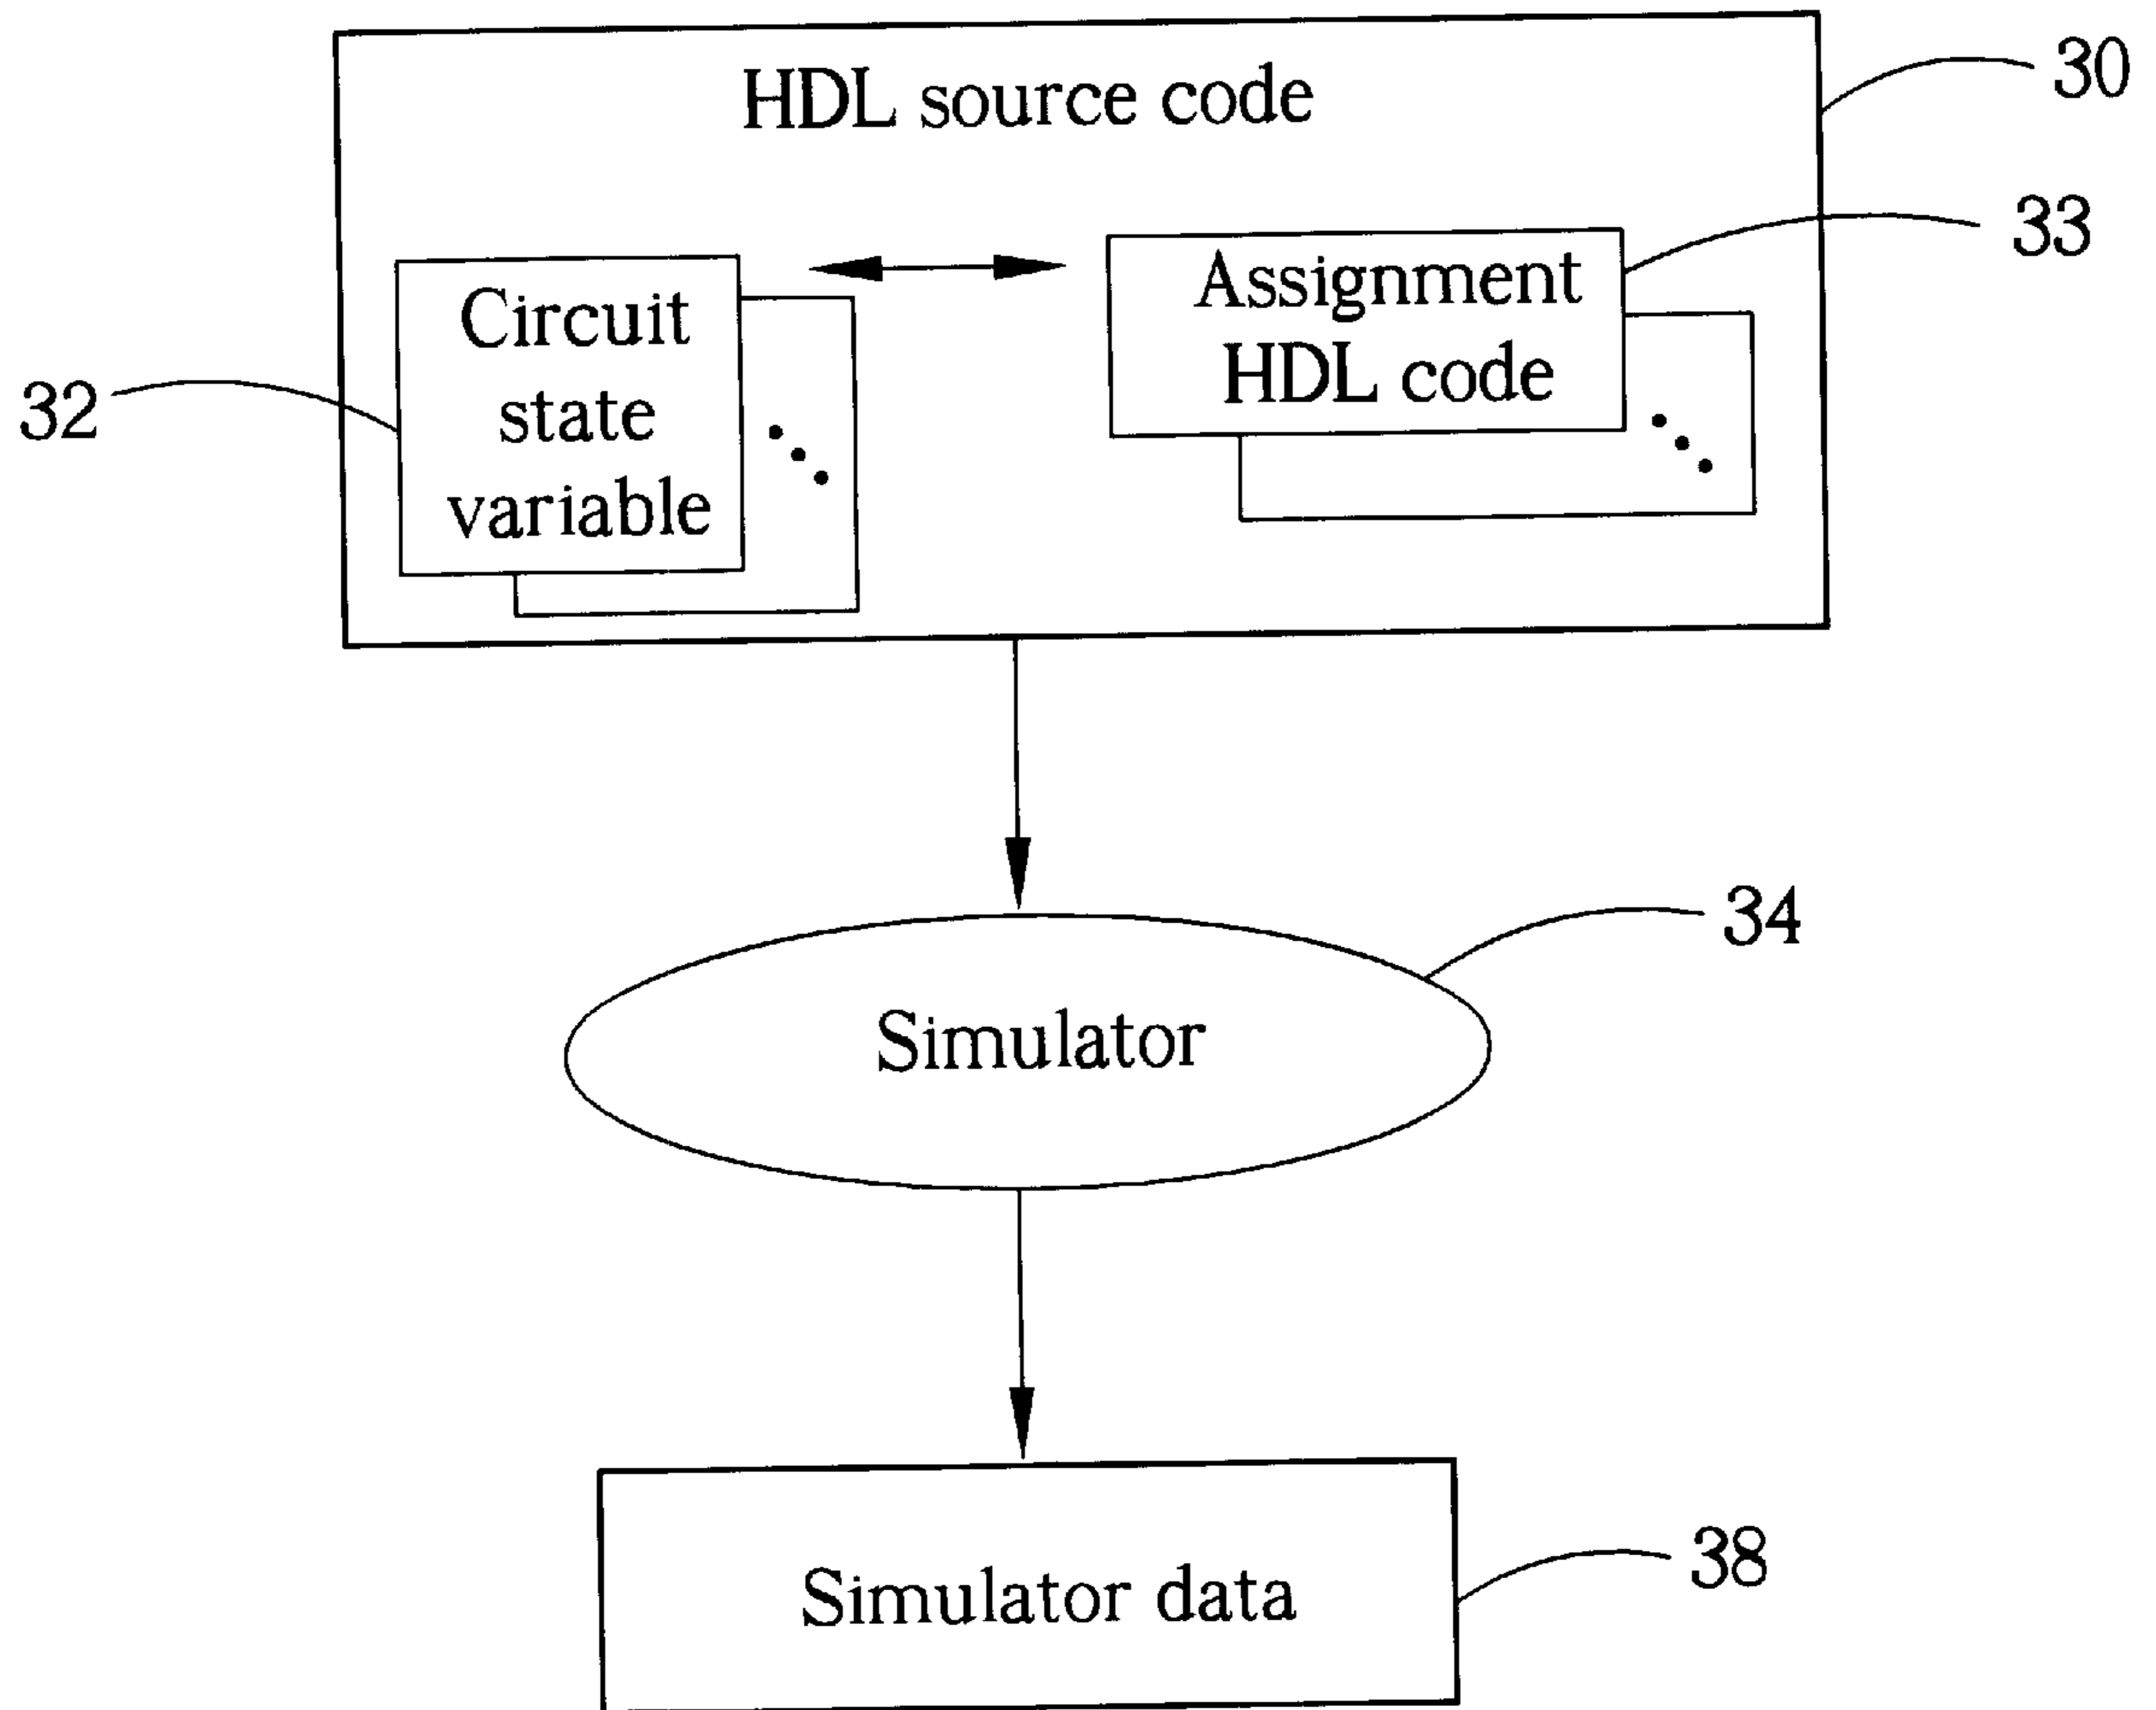 HDL source code
30
33
Circuit
state
variable
Assignment
HDL code
32
34
Simulator
38
Simulator data